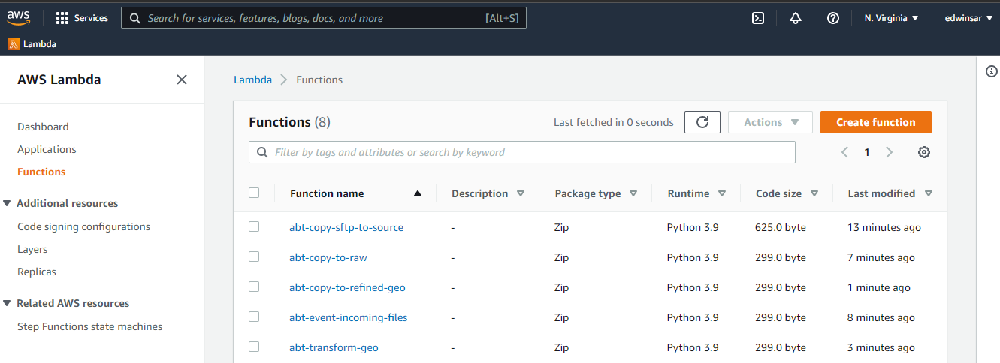 aws Services Search for services, features, blogs, docs, and more [Alt+S] N. Virginia edwinsar
Lambda
AWS Lambda
Dashboard
Applications
Functions
Additional resources
Code signing configurations
Layers
Replicas
Related AWS resources
Step Functions state machines
Lambda Functions
Functions (8) Last fetched in 0 seconds Actions Create function
Filter by tags and attributes or search by keyword 1
Function name Description Package type Runtime Code size Last modified
abt-copy-sftp-to-source - Zip Python 3.9 625.0 byte 13 minutes ago
abt-copy-to-raw - Zip Python 3.9 299.0 byte 7 minutes ago
abt-copy-to-refined-geo - Zip Python 3.9 299.0 byte 1 minute ago
abt-event-incoming-files - Zip Python 3.9 299.0 byte 8 minutes ago
abt-transform-geo - Zip Python 3.9 299.0 byte 3 minutes ago